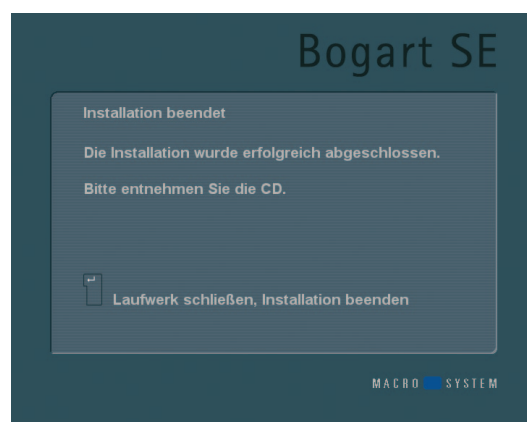 Bogart SE
Installation beendet
Die Installation wurde erfolgreich abgeschlossen.
Bitte entnehmen Sie die CD.
Laufwerk schließen, Installation beenden
MACRO SYSTEM